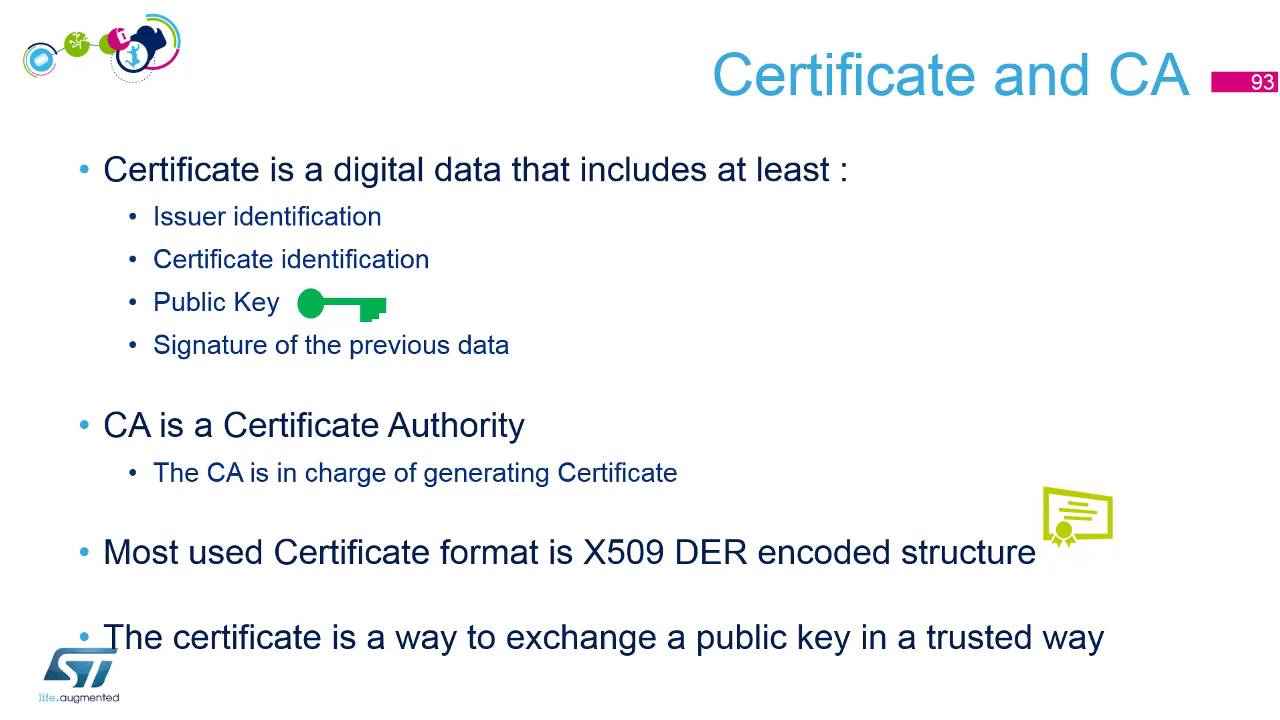 Certificate and CA
93
• Certificate is a digital data that includes at least :
• Issuer identification
• Certificate identification
• Public Key
• Signature of the previous data
• CA is a Certificate Authority
• The CA is in charge of generating Certificate
• Most used Certificate format is X509 DER encoded structure
• The certificate is a way to exchange a public key in a trusted way
ST
life.augmented